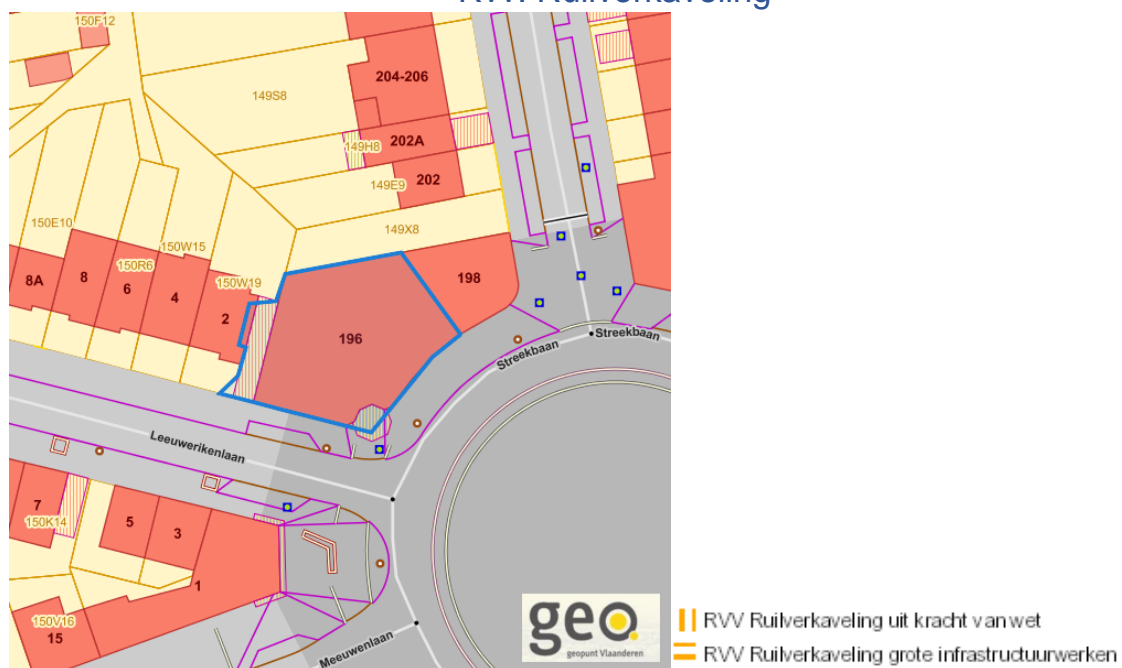 RVV Ruilverkaveling
150F12
204-206
149S8
202A
149H8
202
149E9
150E10
149X8
150W15
150R6
150W19
8A
8
6
4
2
198
196
Streekbaan
Streekbaan
Leeuwerikenlaan
7
150K14
5
3
1
150V16
15
Meeuwenlaan
geo
geopunt Vlaanderen
RVV Ruilverkaveling uit kracht van wet
RVV Ruilverkaveling grote infrastructuurwerken